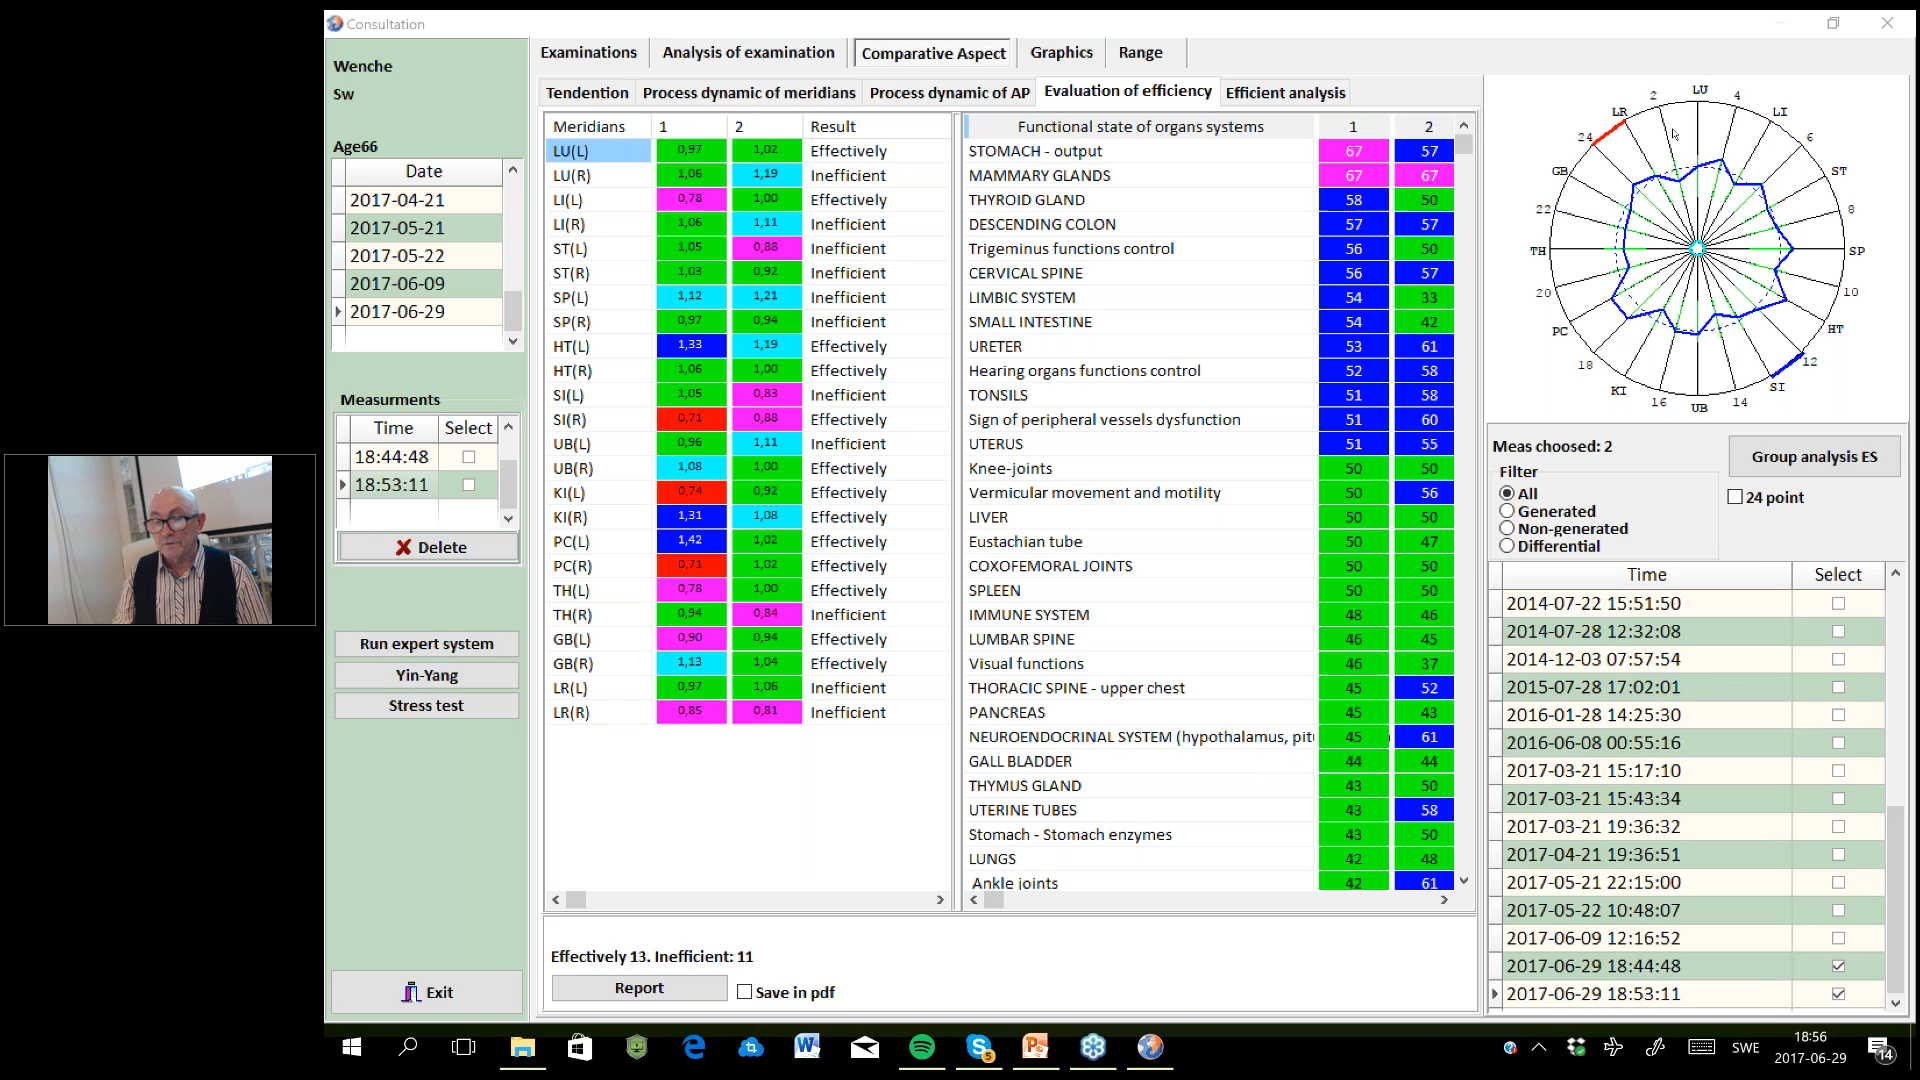 Consultation
Wenche
Sw
Age66
Date
2017-04-21
2017-05-21
2017-05-22
2017-06-09
2017-06-29
Measurments
Time Select
18:44:48
18:53:11
Delete
Run expert system
Yin-Yang
Stress test
Exit
Examinations Analysis of examination Comparative Aspect Graphics Range
Tendention Process dynamic of meridians Process dynamic of AP Evaluation of efficiency Efficient analysis
Meridians 1 2 Result
LU(L) 0,97 1,02 Effectively
LU(R) 1,06 1,19 Inefficient
LI(L) 0,78 1,00 Effectively
LI(R) 1,06 1,11 Inefficient
ST(L) 1,05 0,88 Inefficient
ST(R) 1,03 0,92 Inefficient
SP(L) 1,12 1,21 Inefficient
SP(R) 0,97 0,94 Inefficient
HT(L) 1,33 1,19 Effectively
HT(R) 1,06 1,00 Effectively
SI(L) 1,05 0,83 Inefficient
SI(R) 0,71 0,88 Effectively
UB(L) 0,96 1,11 Inefficient
UB(R) 1,08 1,00 Effectively
KI(L) 0,74 0,92 Effectively
KI(R) 1,31 1,08 Effectively
PC(L) 1,42 1,02 Effectively
PC(R) 0,71 1,02 Effectively
TH(L) 0,78 1,00 Effectively
TH(R) 0,94 0,84 Inefficient
GB(L) 0,90 0,94 Effectively
GB(R) 1,13 1,04 Effectively
LR(L) 0,97 1,06 Inefficient
LR(R) 0,85 0,81 Inefficient
Functional state of organs systems 1 2
STOMACH - output 67 57
MAMMARY GLANDS 67 67
THYROID GLAND 58 50
DESCENDING COLON 57 57
Trigeminus functions control 56 50
CERVICAL SPINE 56 57
LIMBIC SYSTEM 54 33
SMALL INTESTINE 54 42
URETER 53 61
Hearing organs functions control 52 58
TONSILS 51 58
Sign of peripheral vessels dysfunction 51 60
UTERUS 51 55
Knee-joints 50 50
Vermicular movement and motility 50 56
LIVER 50 50
Eustachian tube 50 47
COXOFEMORAL JOINTS 50 50
SPLEEN 50 50
IMMUNE SYSTEM 48 46
LUMBAR SPINE 46 45
Visual functions 46 37
THORACIC SPINE - upper chest 45 52
PANCREAS 45 43
NEUROENDOCRINAL SYSTEM (hypothalamus, pit 45 61
GALL BLADDER 44 44
THYMUS GLAND 43 50
UTERINE TUBES 43 58
Stomach - Stomach enzymes 43 50
LUNGS 42 48
Ankle joints 42 61
Effectively 13. Inefficient: 11
Report Save in pdf
LU
2 4
LR LI
24 6
GB ST
22 8
TH SP
20 10
PC HT
18 12
KI SI
16 14
UB
Meas choosed: 2
Group analysis ES
Filter
All
Generated
Non-generated
Differential
24 point
Time Select
2014-07-22 15:51:50
2014-07-28 12:32:08
2014-12-03 07:57:54
2015-07-28 17:02:01
2016-01-28 14:25:30
2016-06-08 00:55:16
2017-03-21 15:17:10
2017-03-21 15:43:34
2017-03-21 19:36:32
2017-04-21 19:36:51
2017-05-21 22:15:00
2017-05-22 10:48:07
2017-06-09 12:16:52
2017-06-29 18:44:48
2017-06-29 18:53:11
5
SWE
18:56
2017-06-29
14